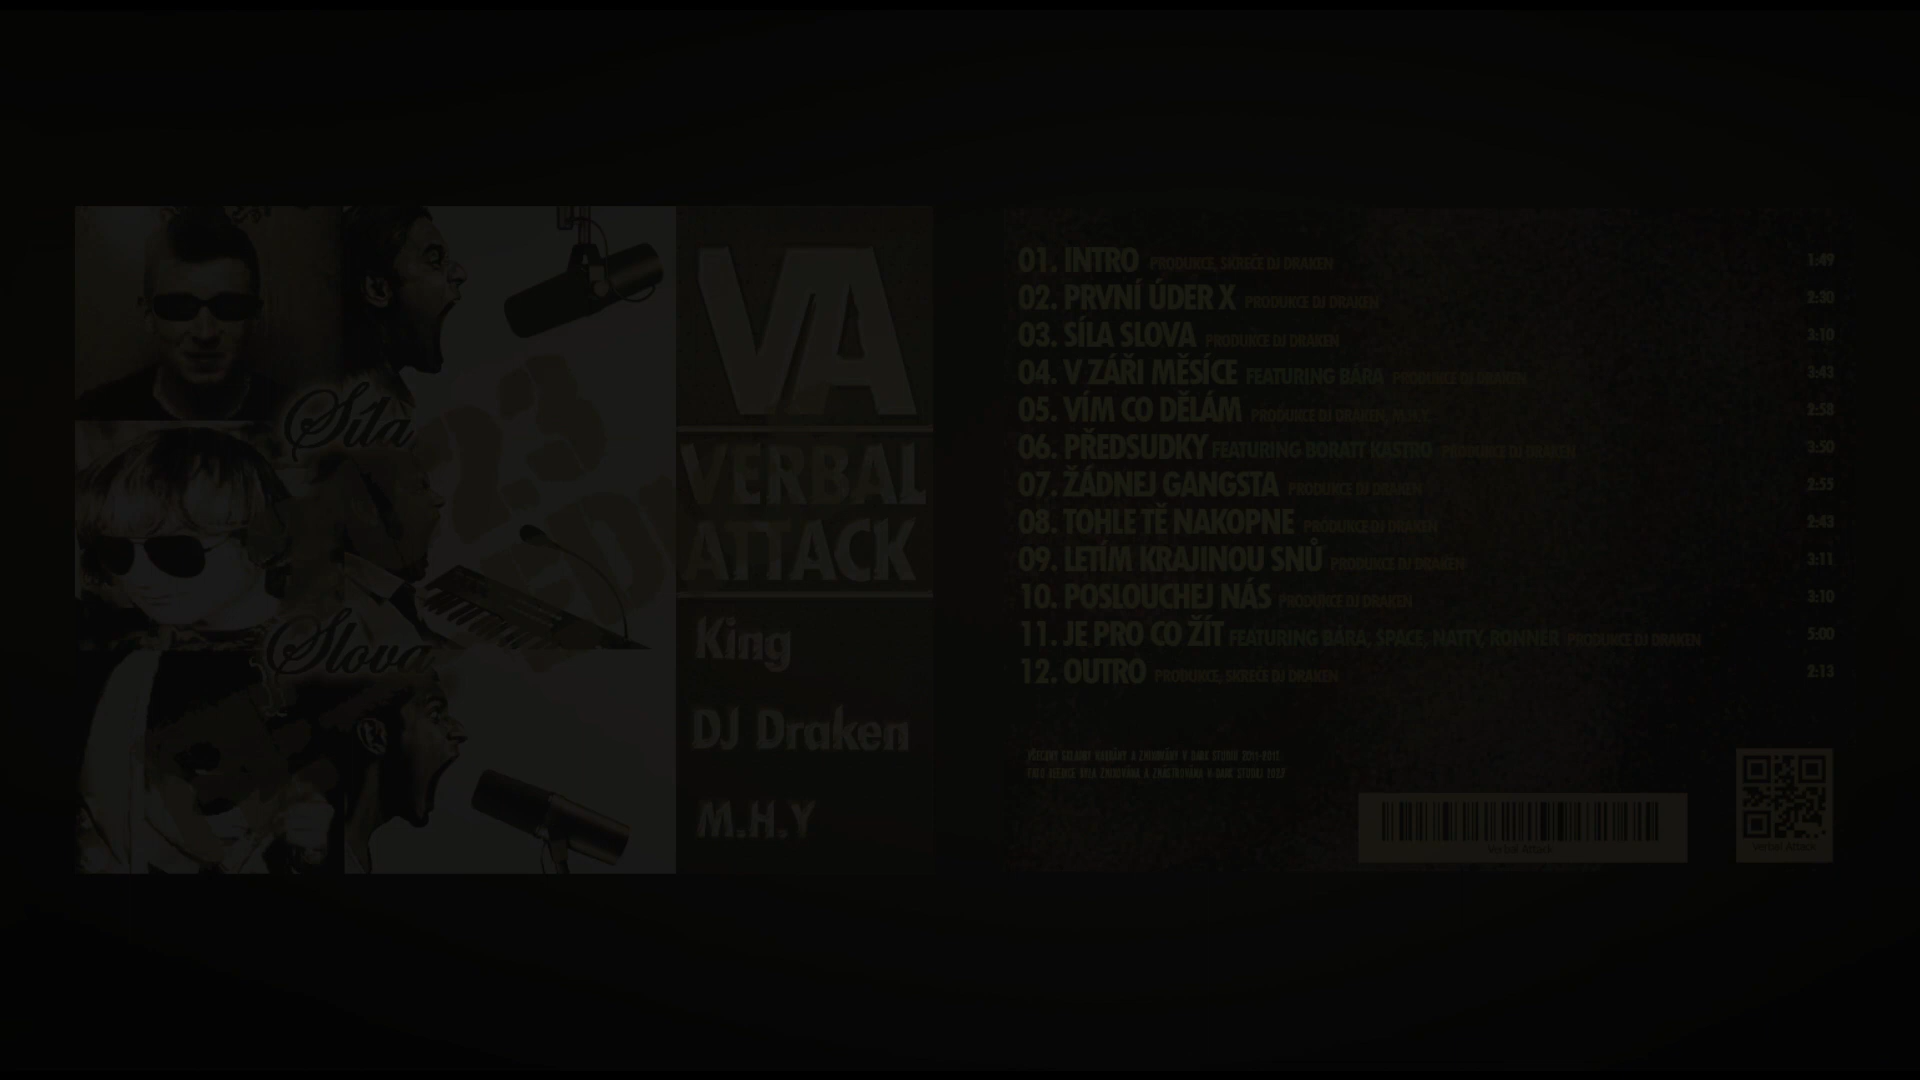 Síla
Slova
VA
VERBAL
ATTACK
King
DJ Draken
M.H.Y
01. INTRO PRODUKCE, SKREČE DJ DRAKEN 1:49
02. PRVNÍ ÚDER X PRODUKCE DJ DRAKEN 2:30
03. SÍLA SLOVA PRODUKCE DJ DRAKEN 3:10
04. V ZÁŘI MĚSÍCE FEATURING BÁRA PRODUKCE DJ DRAKEN 3:43
05. VÍM CO DĚLÁM PRODUKCE DJ DRAKEN, M.H.Y. 2:58
06. PŘEDSUDKY FEATURING BORATT KASTRO PRODUKCE DJ DRAKEN 3:50
07. ŽÁDNEJ GANGSTA PRODUKCE DJ DRAKEN 2:55
08. TOHLE TĚ NAKOPNE PRODUKCE DJ DRAKEN 2:43
09. LETÍM KRAJINOU SNŮ PRODUKCE DJ DRAKEN 3:11
10. POSLOUCHEJ NÁS PRODUKCE DJ DRAKEN 3:10
11. JE PRO CO ŽÍT FEATURING BÁRA, SPACE, NATTY, RONNER PRODUKCE DJ DRAKEN 5:00
12. OUTRO PRODUKCE, SKREČE DJ DRAKEN 2:13
Verbal Attack
Verbal Attack